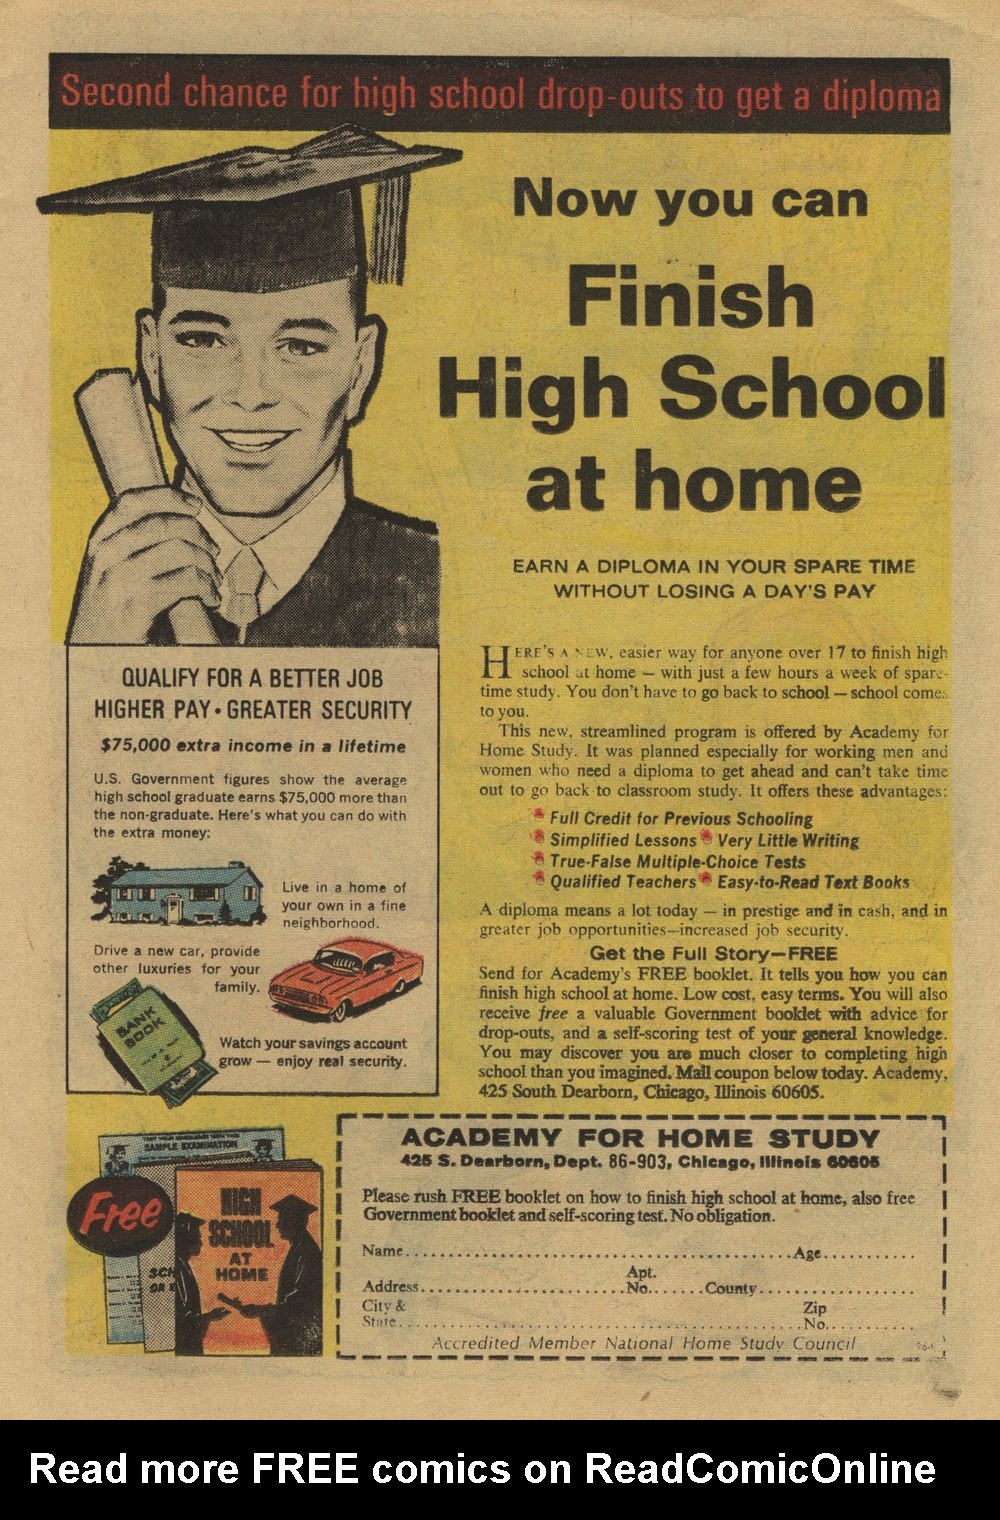 Second chance for high school drop-outs to get a diploma
Now you can
Finish
High School
at home
EARN A DIPLOMA IN YOUR SPARE TIME
WITHOUT LOSING A DAY'S PAY
HERE'S A NEW, easier way for anyone over 17 to finish high
school at home — with just a few hours a week of spare-
time study. You don't have to go back to school — school comes
to you.
This new, streamlined program is offered by Academy for
Home Study. It was planned especially for working men and
women who need a diploma to get ahead and can't take time
out to go back to classroom study. It offers these advantages:
Full Credit for Previous Schooling
Simplified Lessons Very Little Writing
True-False Multiple-Choice Tests
Qualified Teachers Easy-to-Read Text Books
A diploma means a lot today — in prestige and in cash, and in
greater job opportunities—increased job security.
Get the Full Story—FREE
Send for Academy's FREE booklet. It tells you how you can
finish high school at home. Low cost, easy terms. You will also
receive free a valuable Government booklet with advice for
drop-outs, and a self-scoring test of your general knowledge.
You may discover you are much closer to completing high
school than you imagined. Mail coupon below today. Academy,
425 South Dearborn, Chicago, Illinois 60605.
QUALIFY FOR A BETTER JOB
HIGHER PAY • GREATER SECURITY
$75,000 extra income in a lifetime
U.S. Government figures show the average
high school graduate earns $75,000 more than
the non-graduate. Here's what you can do with
the extra money:
Live in a home of
your own in a fine
neighborhood.
Drive a new car, provide
other luxuries for your
family.
BANK
BOOK
Watch your savings account
grow — enjoy real security.
SAMPLE EXAMINATION
Free
HIGH
SCHOOL
AT
HOME
ACADEMY FOR HOME STUDY
425 S. Dearborn, Dept. 86-903, Chicago, Illinois 60605
Please rush FREE booklet on how to finish high school at home, also free
Government booklet and self-scoring test. No obligation.
Name Age
Apt.
Address No. County
City & Zip
State No.
Accredited Member National Home Study Council
Read more FREE comics on ReadComicOnline